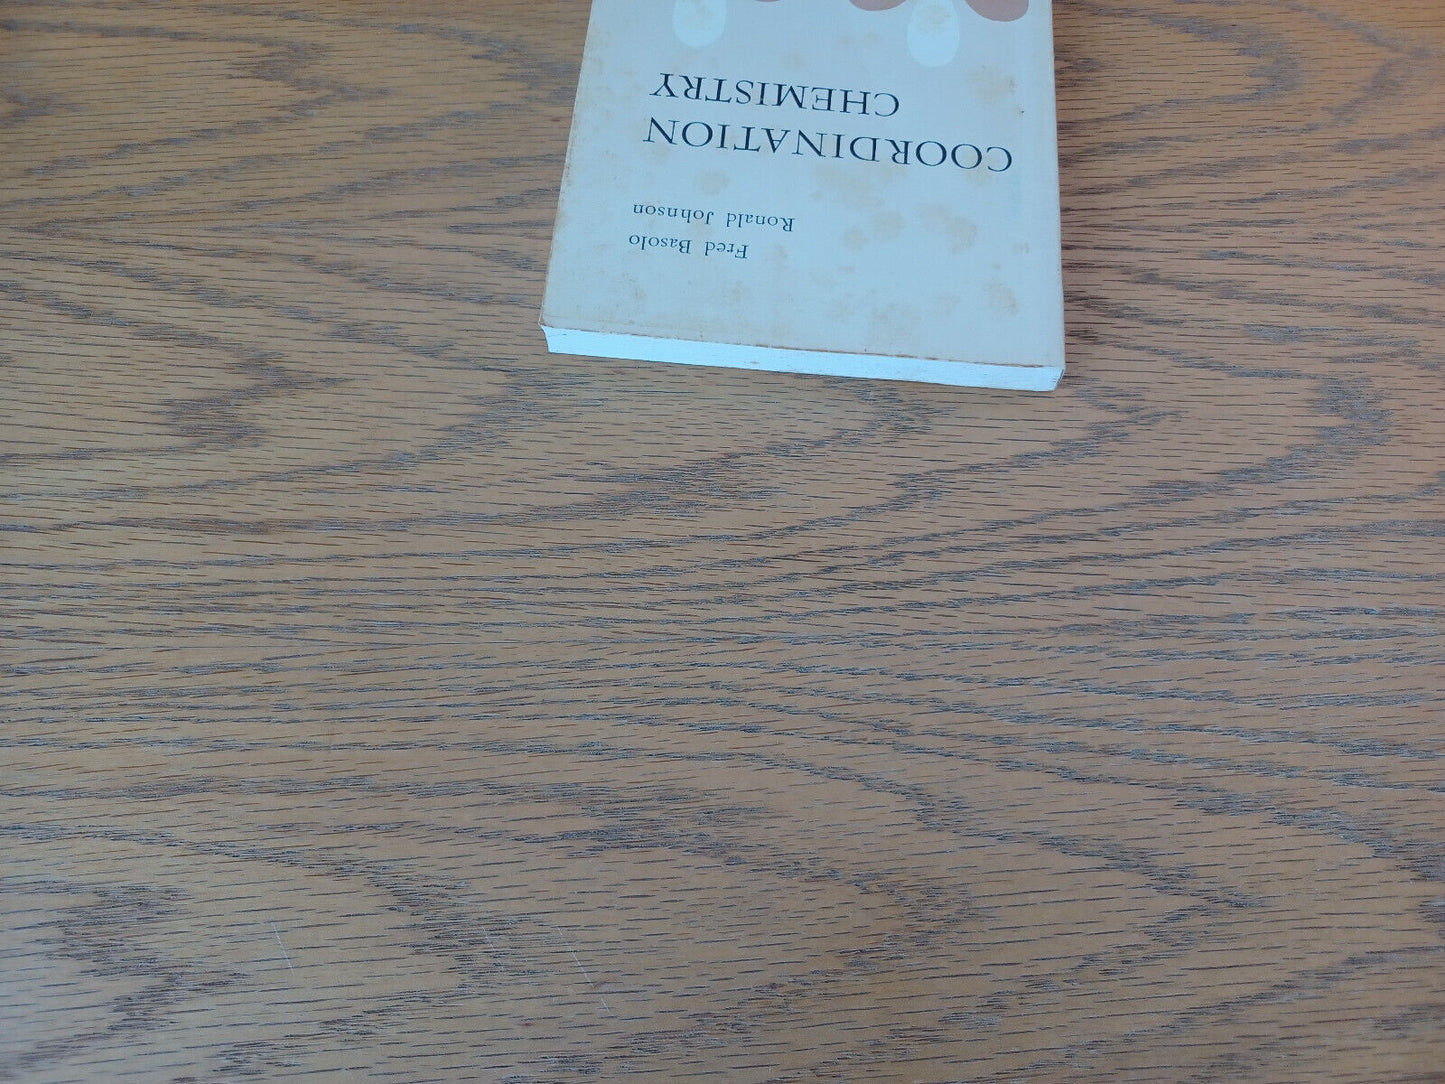 Fred Basolo
Ronald Johnson
COORDINATION
CHEMISTRY